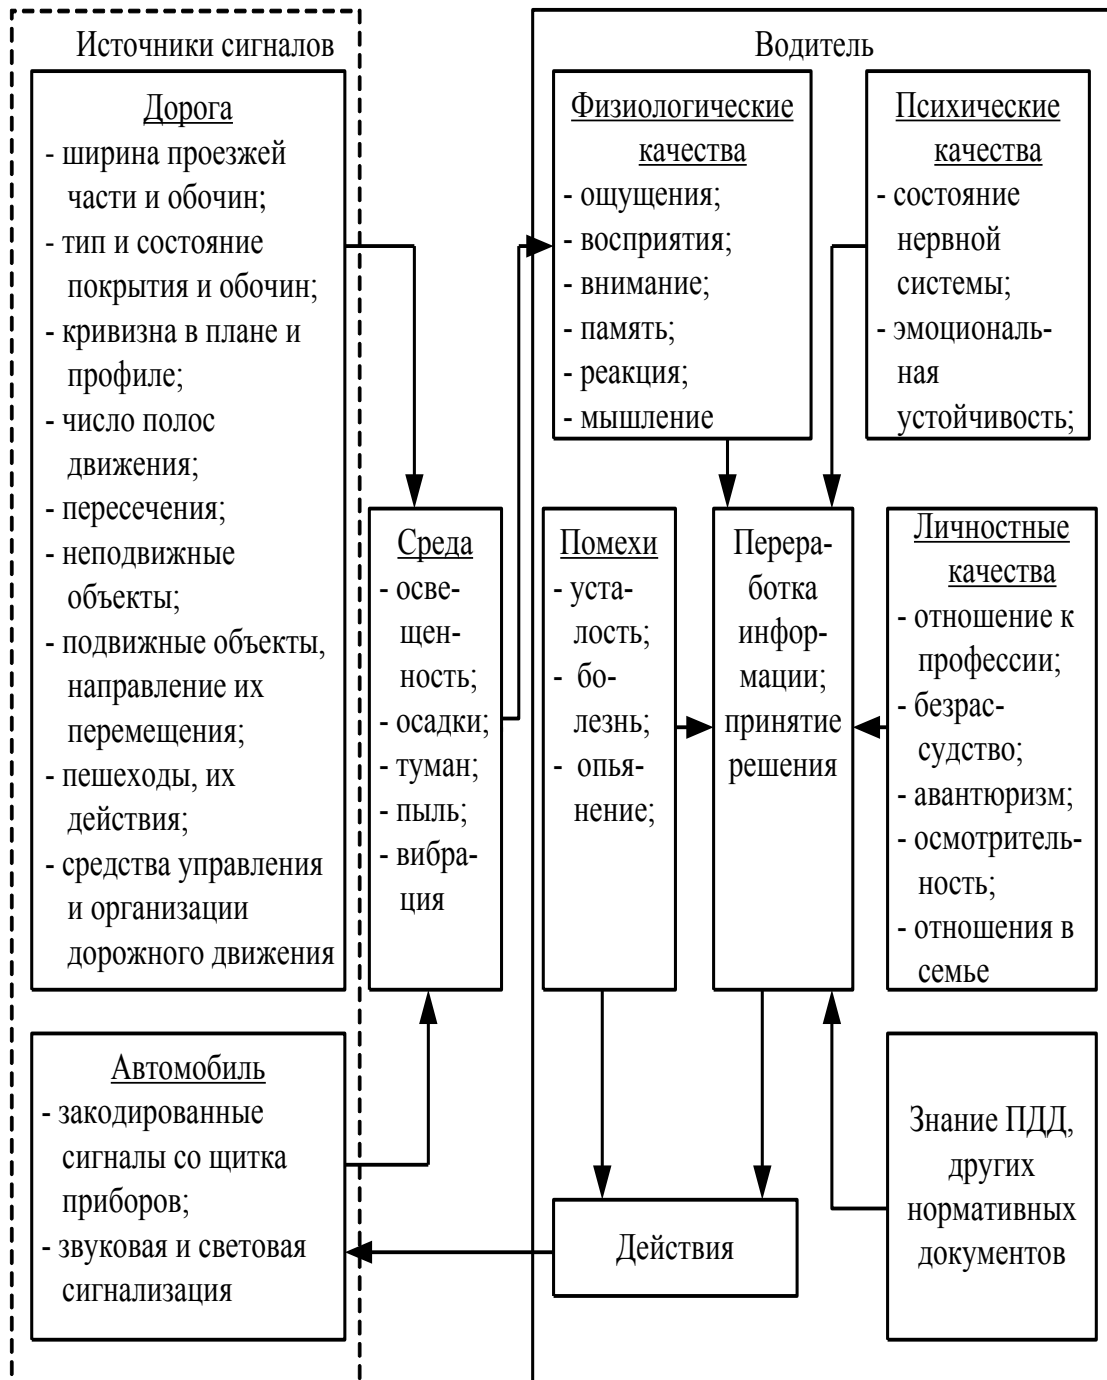 Источники сигналов
Дорога
- ширина проезжей
части и обочин;
- тип и состояние
покрытия и обочин;
- кривизна в плане и
профиле;
- число полос
движения;
- пересечения;
- неподвижные
объекты;
- подвижные объекты,
направление их
перемещения;
- пешеходы, их
действия;
- средства управления
и организации
дорожного движения
Автомобиль
- закодированные
сигналы со щитка
приборов;
- звуковая и световая
сигнализация
Среда
- осве-
щен-
ность;
- осадки;
- туман;
- пыль;
- вибра-
ция
Водитель
Физиологические
качества
- ощущения;
- восприятия;
- внимание;
- память;
- реакция;
- мышление
Психические
качества
- состояние
нервной
системы;
- эмоциональ-
ная
устойчивость;
Помехи
- уста-
лость;
- бо-
лезнь;
- опья-
нение;
Перера-
ботка
инфор-
мации;
принятие
решения
Личностные
качества
- отношение к
профессии;
- безрас-
судство;
- авантюризм;
- осмотритель-
ность;
- отношения в
семье
Действия
Знание ПДД,
других
нормативных
документов